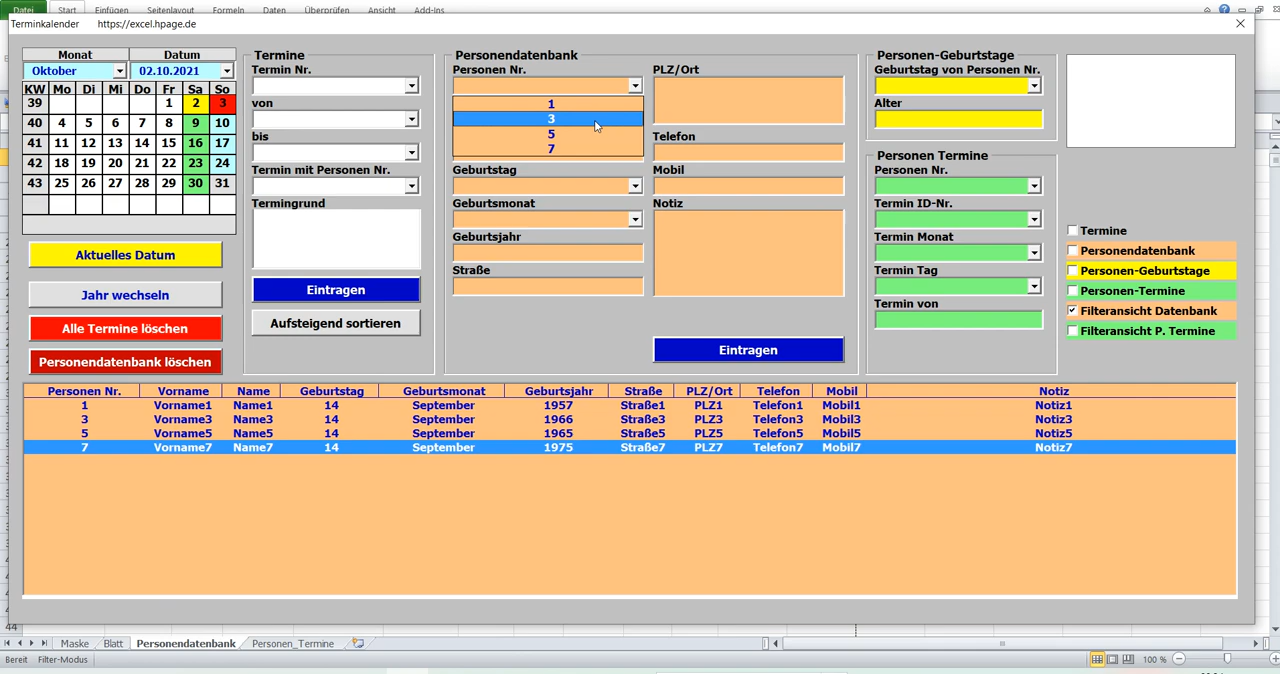 Datei Start Einfügen Seitenlayout Formeln Daten Überprüfen Ansicht Add-Ins
Terminkalender https://excel.hpage.de
Monat Datum
Oktober 02.10.2021
KW Mo Di Mi Do Fr Sa So
39 1 2 3
40 4 5 6 7 8 9 10
41 11 12 13 14 15 16 17
42 18 19 20 21 22 23 24
43 25 26 27 28 29 30 31
Aktuelles Datum
Jahr wechseln
Alle Termine löschen
Personendatenbank löschen
Termine
Termin Nr.
von
bis
Termin mit Personen Nr.
Termingrund
Eintragen
Aufsteigend sortieren
Personendatenbank
Personen Nr.
1
3
5
7
Geburtstag
Geburtsmonat
Geburtsjahr
Straße
PLZ/Ort
Telefon
Mobil
Notiz
Eintragen
Personen-Geburtstage
Geburtstag von Personen Nr.
Alter
Personen Termine
Personen Nr.
Termin ID-Nr.
Termin Monat
Termin Tag
Termin von
Termine
Personendatenbank
Personen-Geburtstage
Personen-Termine
Filteransicht Datenbank
Filteransicht P. Termine
Personen Nr. Vorname Name Geburtstag Geburtsmonat Geburtsjahr Straße PLZ/Ort Telefon Mobil Notiz
1 Vorname1 Name1 14 September 1957 Straße1 PLZ1 Telefon1 Mobil1 Notiz1
3 Vorname3 Name3 14 September 1966 Straße3 PLZ3 Telefon3 Mobil3 Notiz3
5 Vorname5 Name5 14 September 1965 Straße5 PLZ5 Telefon5 Mobil5 Notiz5
7 Vorname7 Name7 14 September 1975 Straße7 PLZ7 Telefon7 Mobil7 Notiz7
44
Maske Blatt Personendatenbank Personen_Termine
Bereit Filter-Modus 100 %